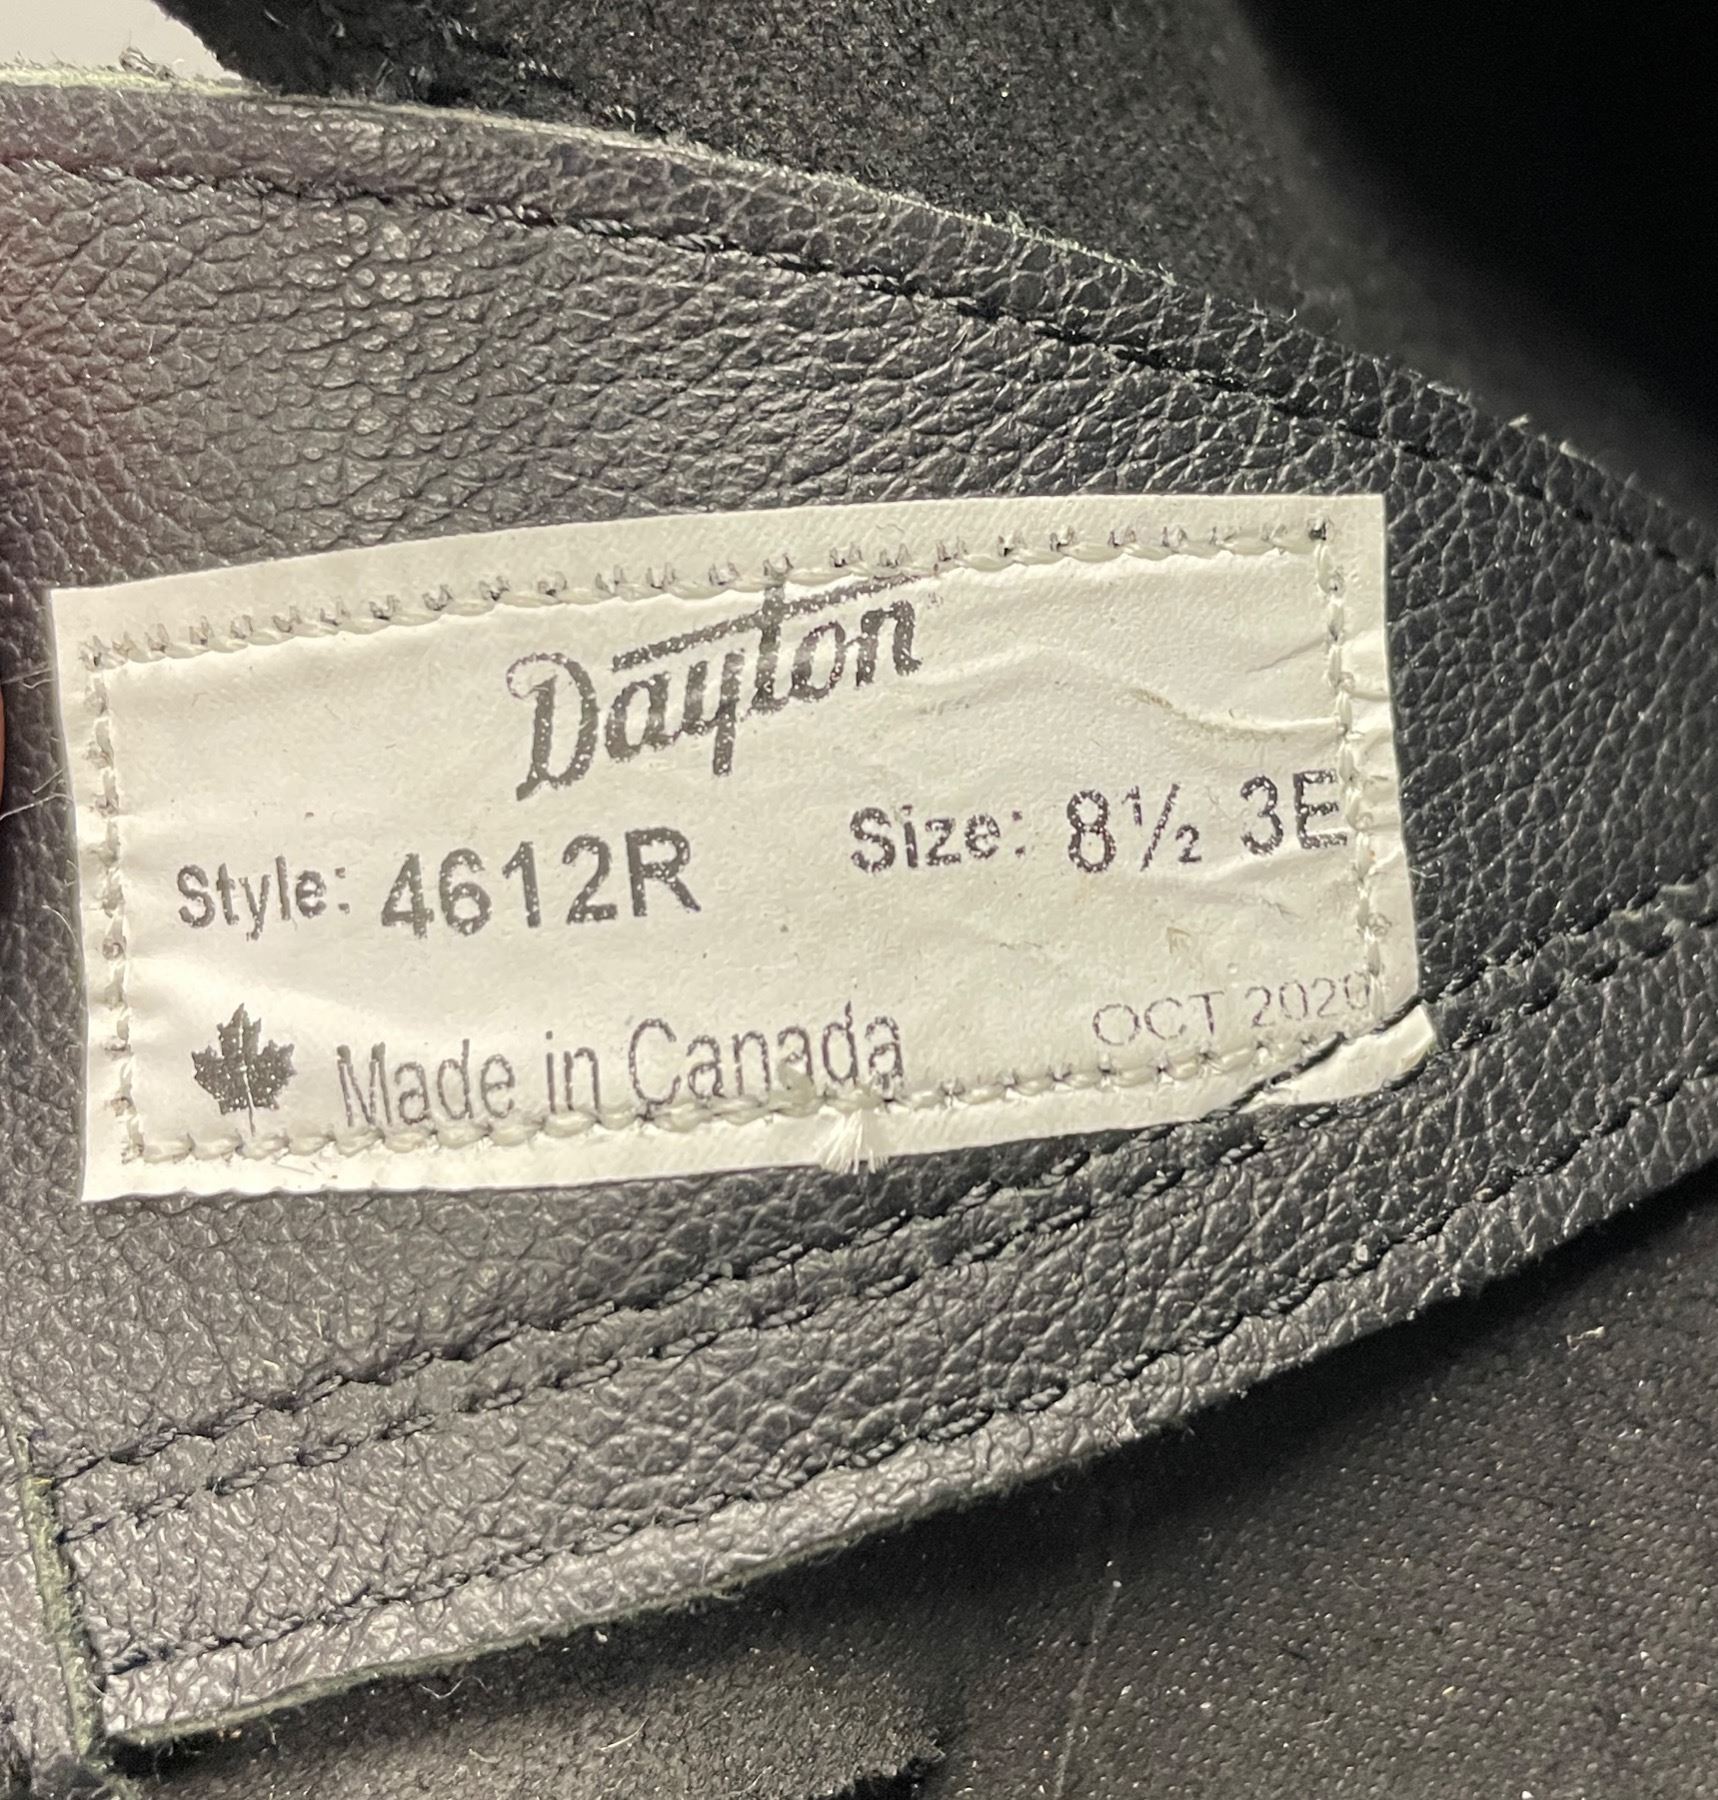 Dayton®
Style: 4612R Size: 8½ 3E
Made in Canada OCT 2020